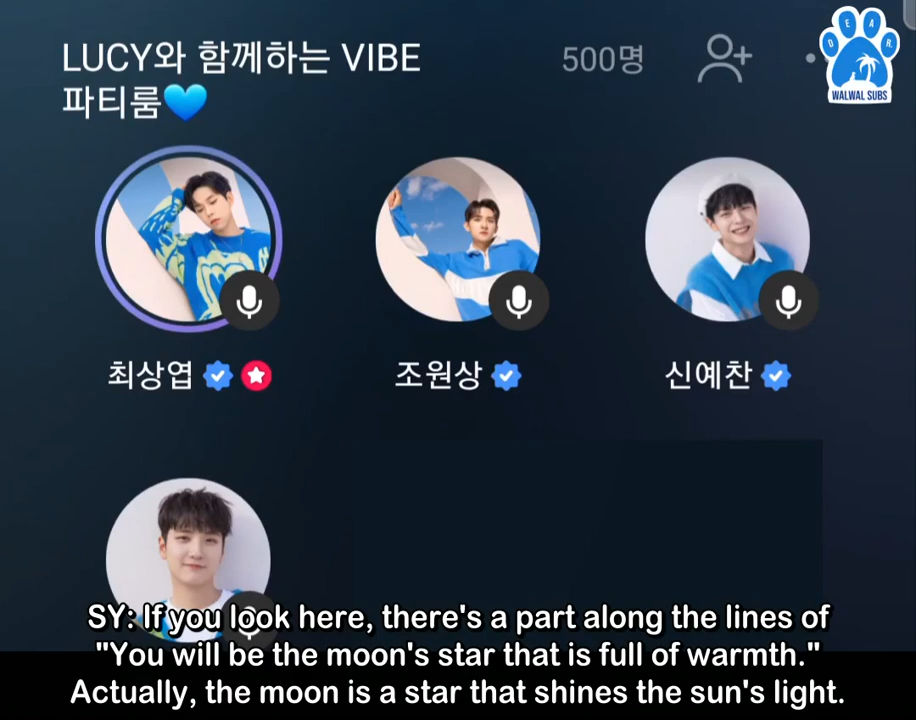 LUCY와 함께하는 VIBE
파티룸💙
500명
DEAR.
WALWAL SUBS
최상엽
조원상
신예찬
SY: If you look here, there's a part along the lines of
"You will be the moon's star that is full of warmth."
Actually, the moon is a star that shines the sun's light.